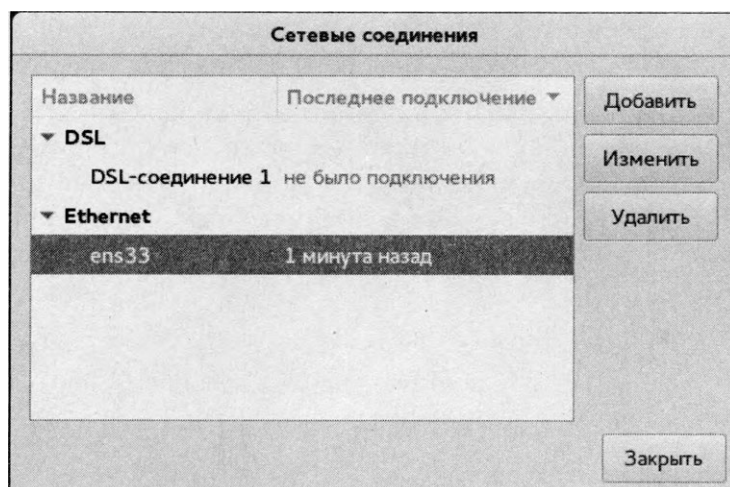 Сетевые соединения
Название Последнее подключение
DSL
DSL-соединение 1 не было подключения
Ethernet
ens33 1 минута назад
Добавить
Изменить
Удалить
Закрыть